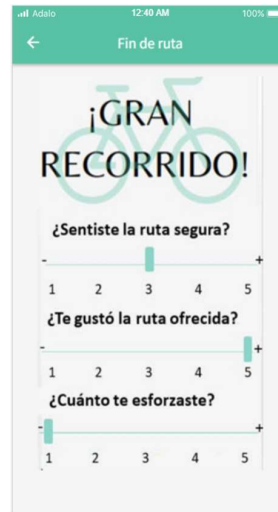 Adalo 12:40 AM 100%
Fin de ruta
¡GRAN
RECORRIDO!
¿Sentiste la ruta segura?
- +
1 2 3 4 5
¿Te gustó la ruta ofrecida?
- +
1 2 3 4 5
¿Cuánto te esforzaste?
- +
1 2 3 4 5